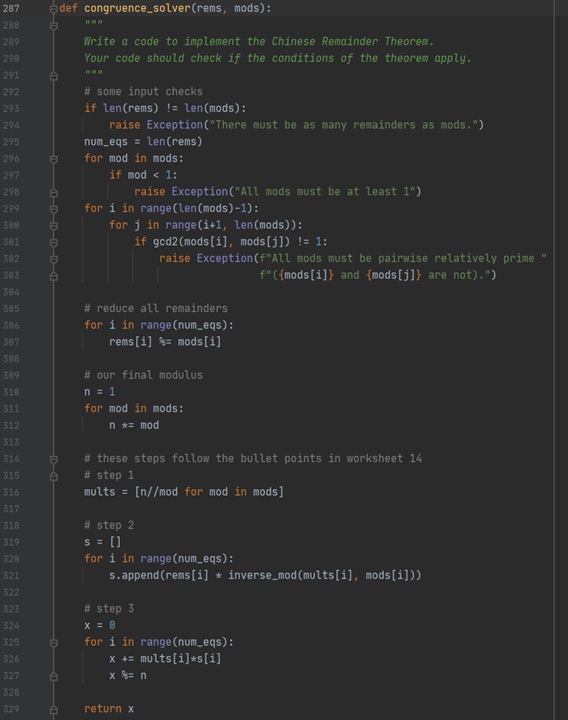 287 def congruence_solver(rems, mods):
288     """
289     Write a code to implement the Chinese Remainder Theorem.
290     Your code should check if the conditions of the theorem apply.
291     """
292     # some input checks
293     if len(rems) != len(mods):
294         raise Exception("There must be as many remainders as mods.")
295     num_eqs = len(rems)
296     for mod in mods:
297         if mod < 1:
298             raise Exception("All mods must be at least 1")
299     for i in range(len(mods)-1):
300         for j in range(i+1, len(mods)):
301             if gcd2(mods[i], mods[j]) != 1:
302                 raise Exception(f"All mods must be pairwise relatively prime "
303                                 f"({mods[i]} and {mods[j]} are not).")
304
305     # reduce all remainders
306     for i in range(num_eqs):
307         rems[i] %= mods[i]
308
309     # our final modulus
310     n = 1
311     for mod in mods:
312         n *= mod
313
314     # these steps follow the bullet points in worksheet 14
315     # step 1
316     mults = [n//mod for mod in mods]
317
318     # step 2
319     s = []
320     for i in range(num_eqs):
321         s.append(rems[i] * inverse_mod(mults[i], mods[i]))
322
323     # step 3
324     x = 0
325     for i in range(num_eqs):
326         x += mults[i]*s[i]
327         x %= n
328
329     return x